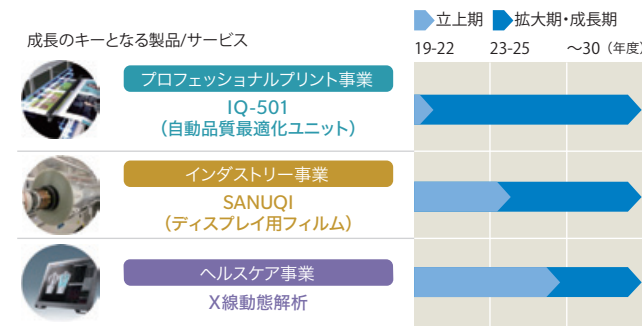 立上期 拡大期・成長期
成長のキーとなる製品/サービス
19-22 23-25 ～30（年度）
プロフェッショナルプリント事業
IQ-501
（自動品質最適化ユニット）
インダストリー事業
SANUQI
（ディスプレイ用フィルム）
ヘルスケア事業
X線動態解析